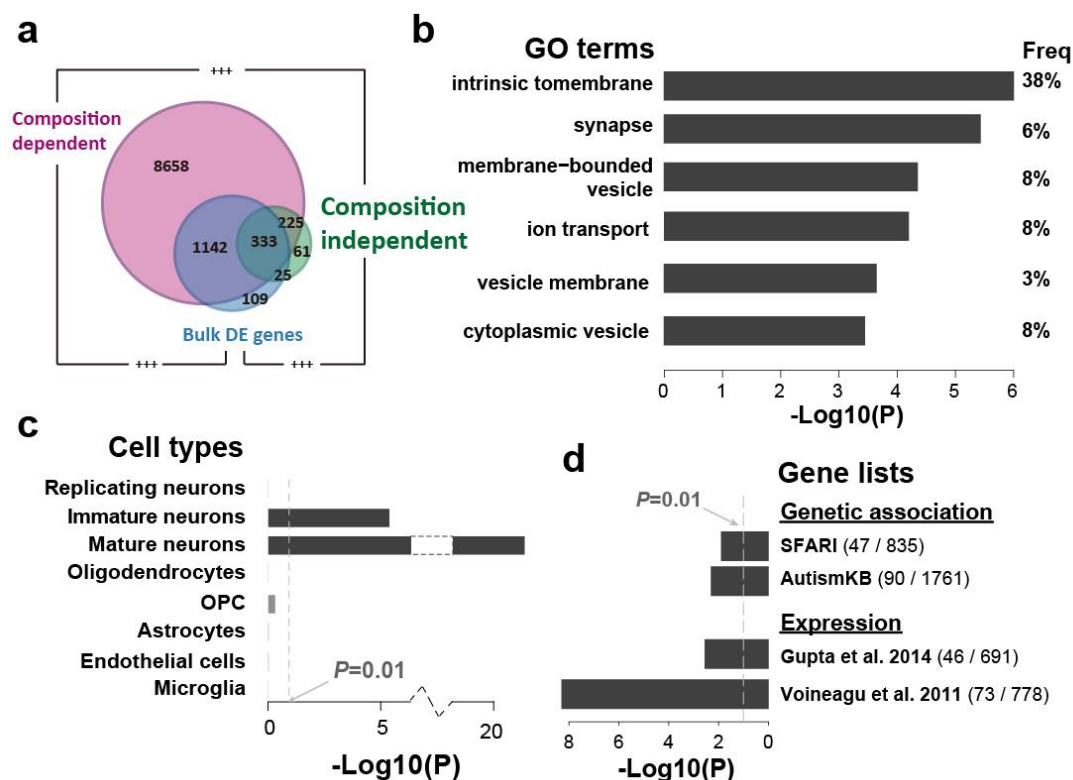 a
+++
Composition
dependent
8658
Composition
independent
225
1142
333
61
25
109
Bulk DE genes
+++
+++
b
GO terms
Freq
intrinsic tomembrane
38%
synapse
6%
membrane−bounded
vesicle
8%
ion transport
8%
vesicle membrane
3%
cytoplasmic vesicle
8%
0 1 2 3 4 5 6
-Log10(P)
c
Cell types
Replicating neurons
Immature neurons
Mature neurons
Oligodendrocytes
OPC
Astrocytes
Endothelial cells
Microglia
P=0.01
0 5 20
-Log10(P)
d
Gene lists
P=0.01
Genetic association
SFARI (47 / 835)
AutismKB (90 / 1761)
Expression
Gupta et al. 2014 (46 / 691)
Voineagu et al. 2011 (73 / 778)
8 6 4 2 0
-Log10(P)